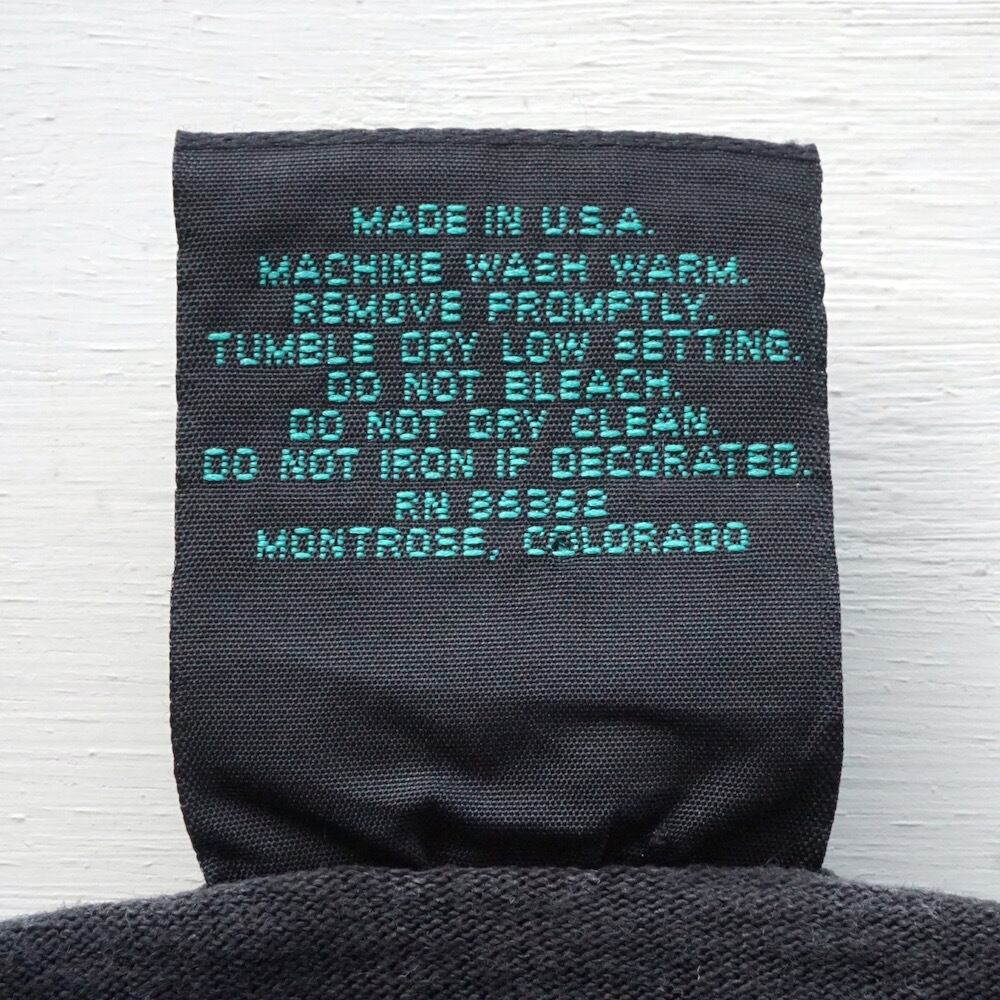 MADE IN U.S.A.
MACHINE WASH WARM.
REMOVE PROMPTLY.
TUMBLE DRY LOW SETTING.
DO NOT BLEACH.
DO NOT DRY CLEAN.
DO NOT IRON IF DECORATED.
RN
MONTROSE, COLORADO